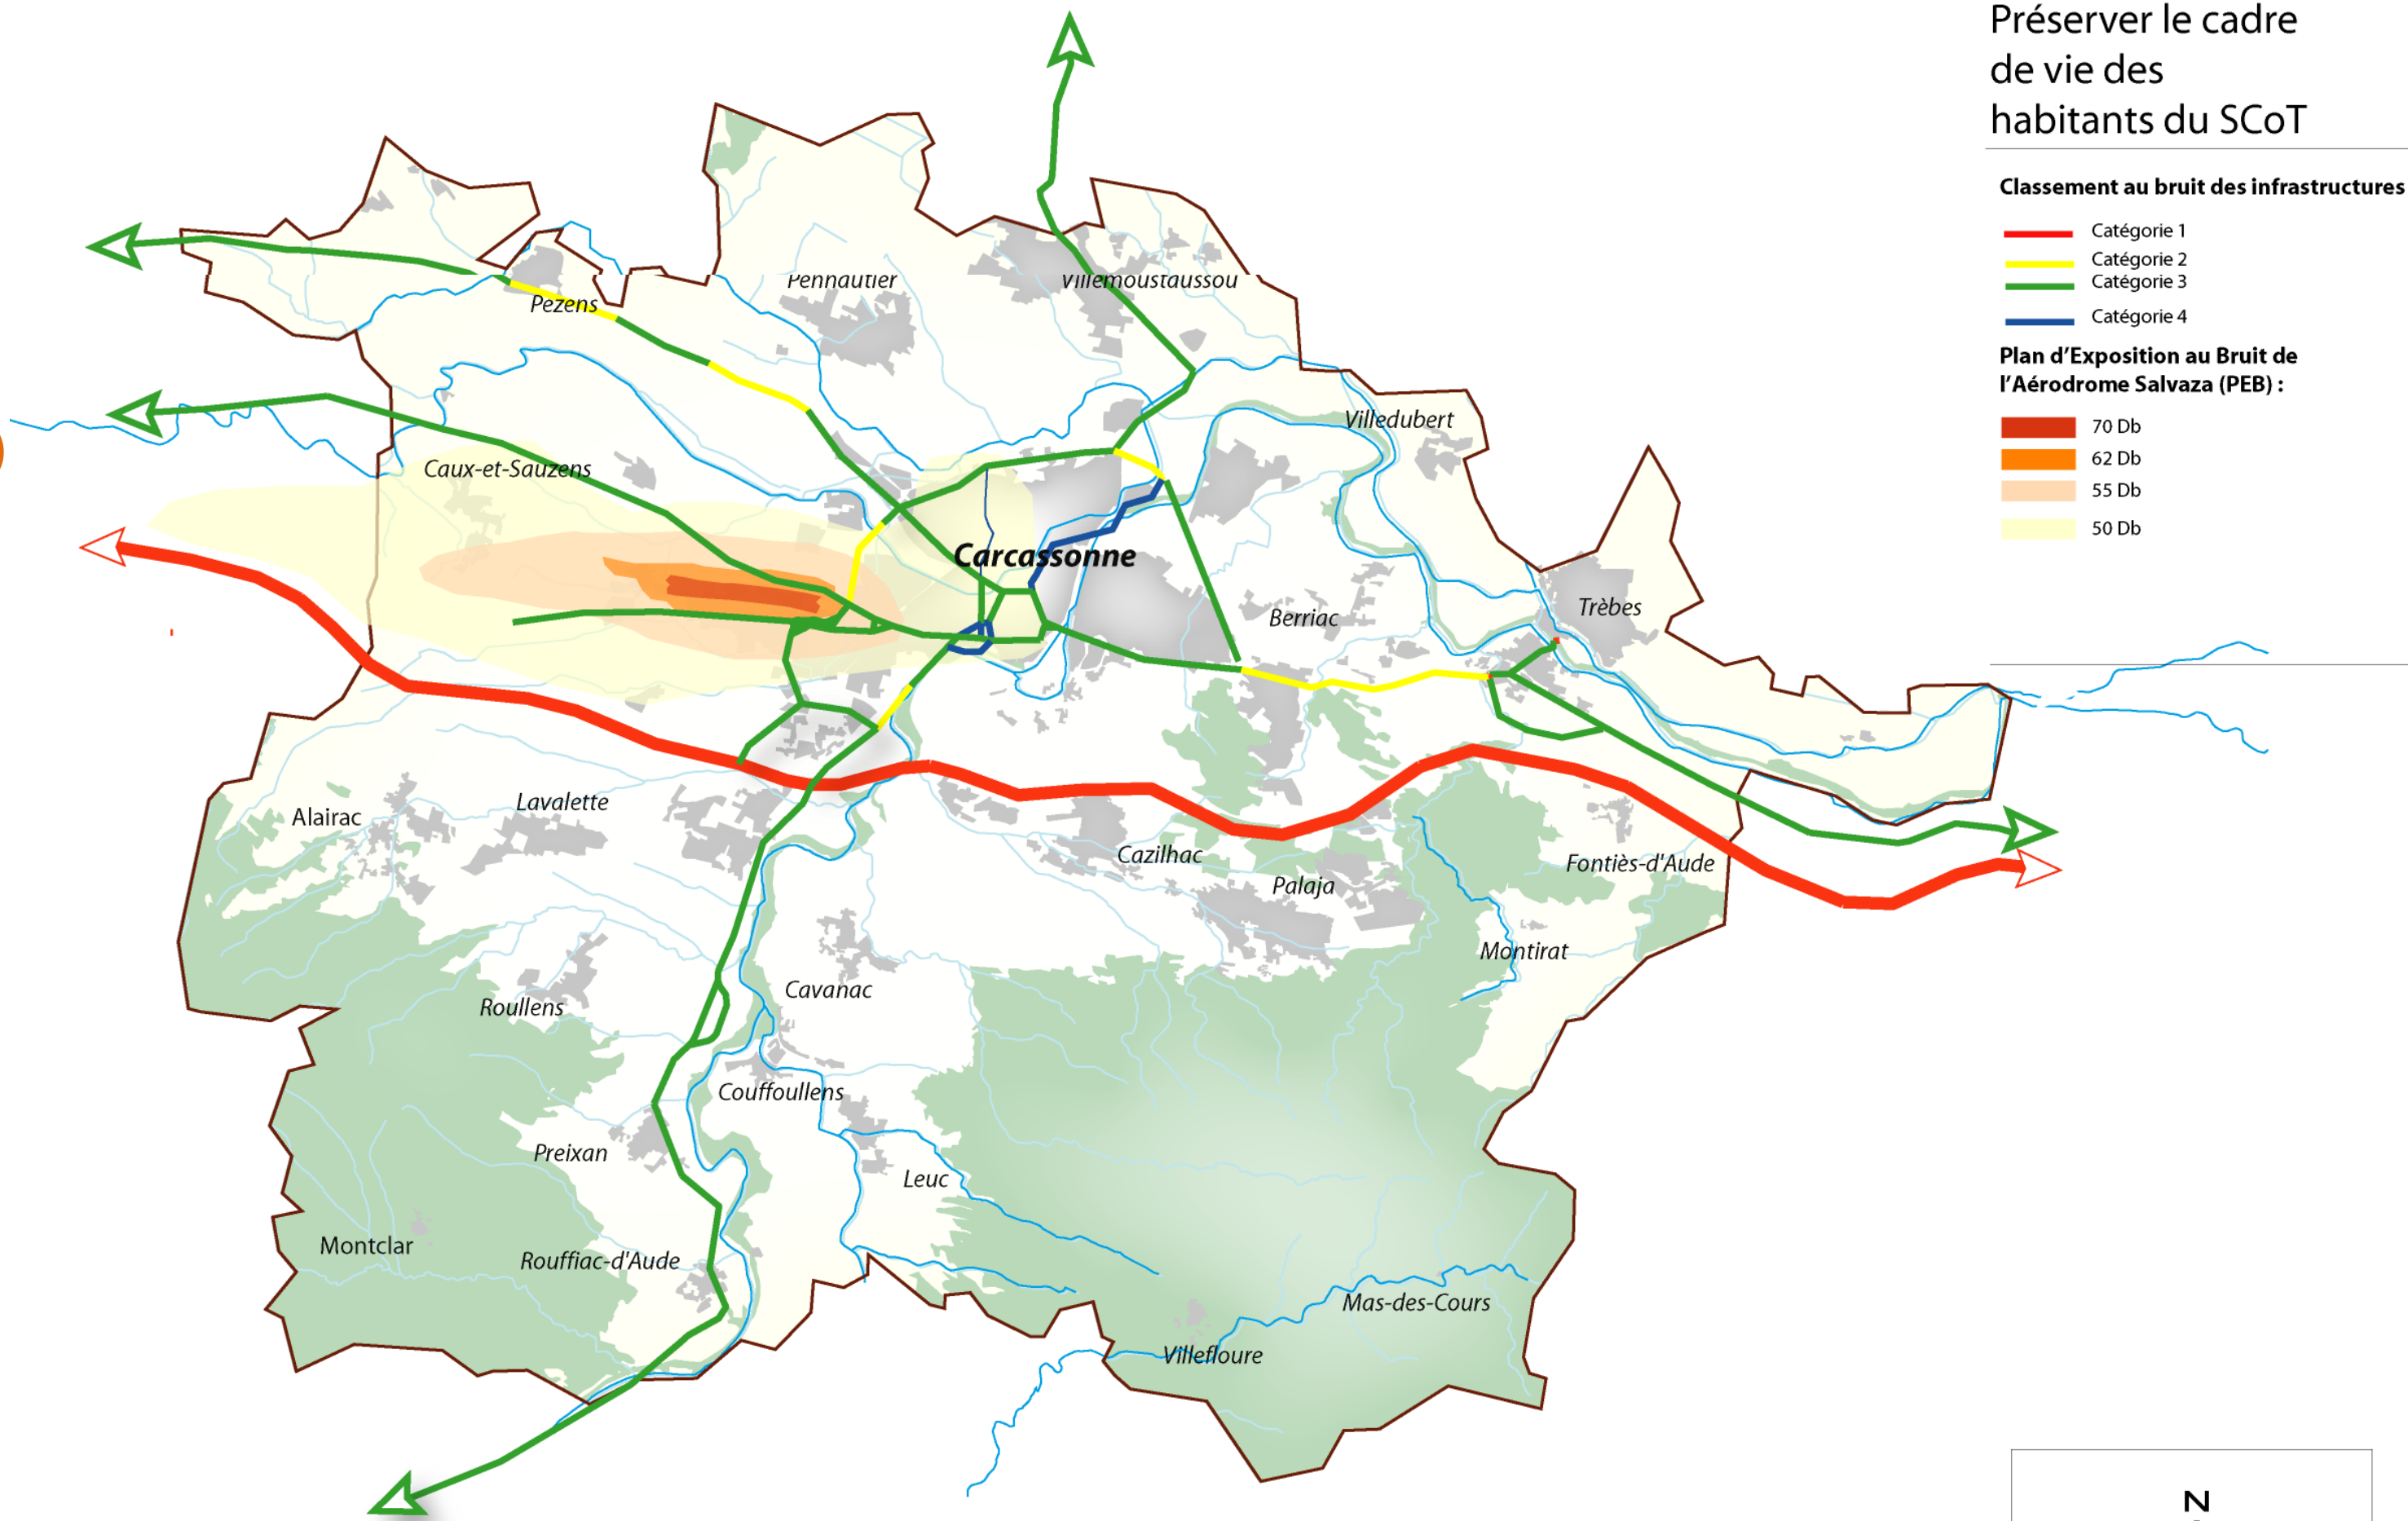 Préserver le cadre
de vie des
habitants du SCoT
Classement au bruit des infrastructures
Catégorie 1
Catégorie 2
Catégorie 3
Catégorie 4
Plan d’Exposition au Bruit de
l’Aérodrome Salvaza (PEB) :
70 Db
62 Db
55 Db
50 Db
Pennautier
Villemoustaussou
Pezens
Villedubert
Caux-et-Sauzens
Carcassonne
Trèbes
Berriac
Lavalette
Alairac
Cazilhac
Fontiès-d'Aude
Palaja
Montirat
Cavanac
Roullens
Couffoullens
Preixan
Leuc
Montclar
Rouffiac-d'Aude
Mas-des-Cours
Villefloure
N